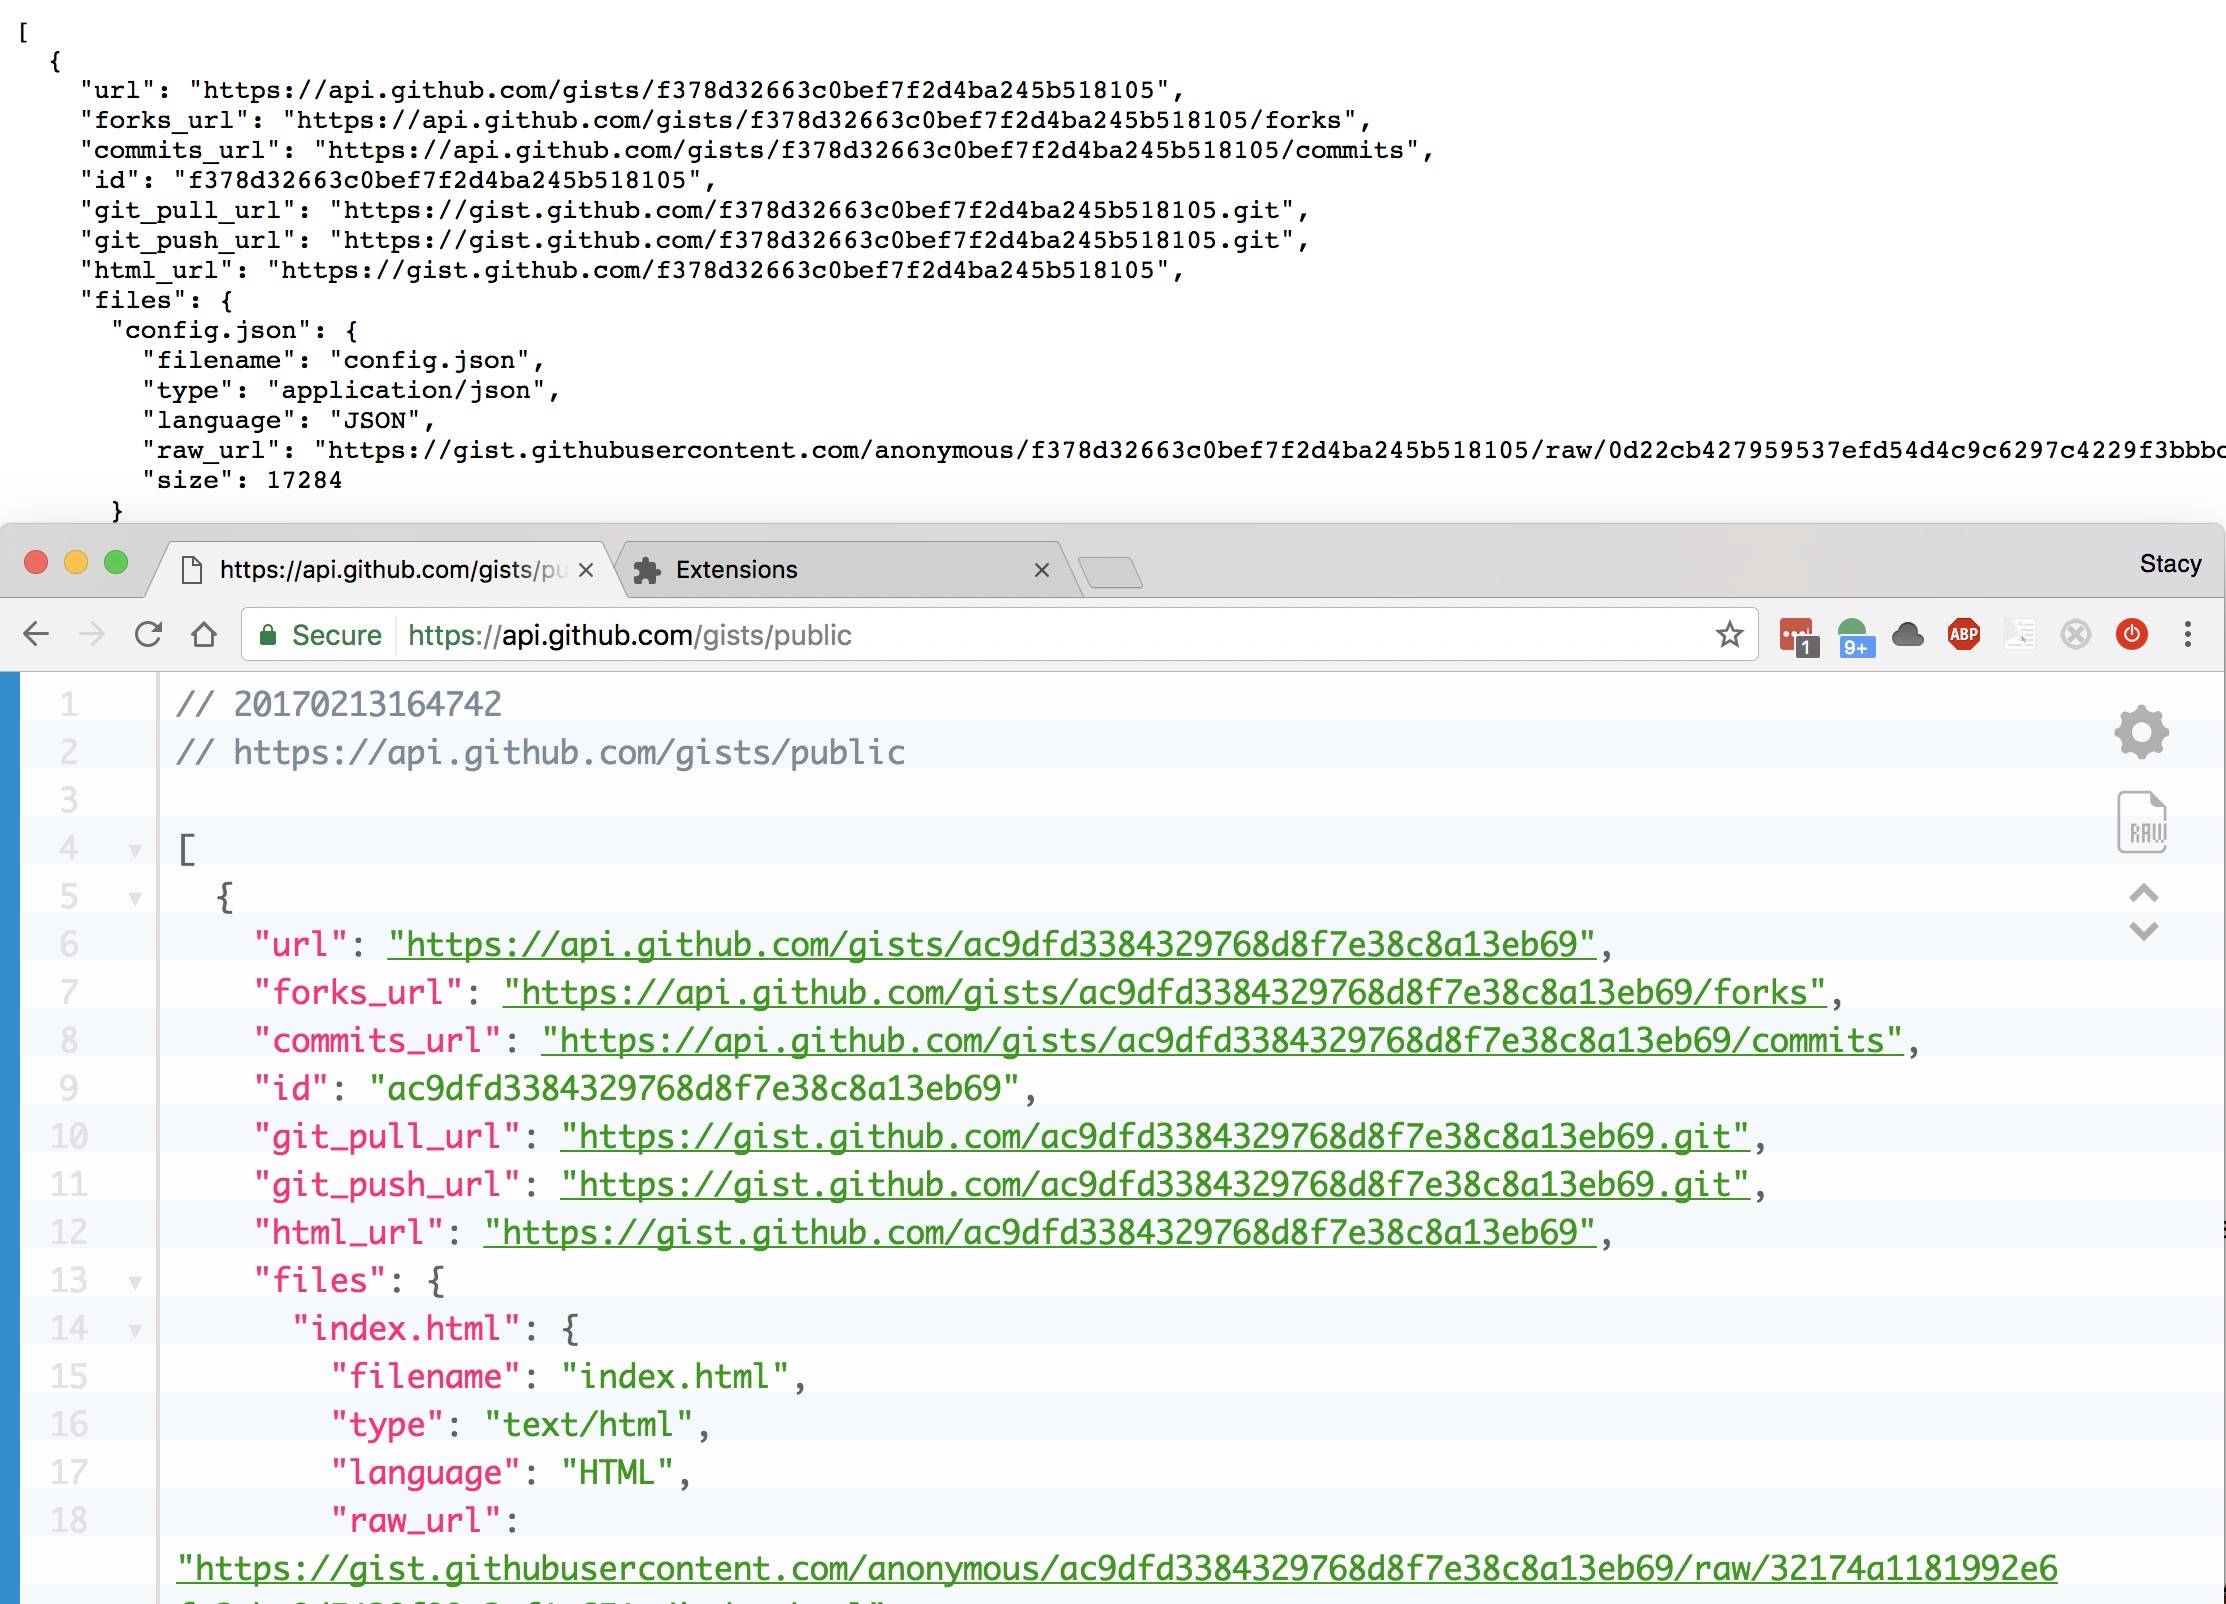 [
{
"url": "https://api.github.com/gists/f378d32663c0bef7f2d4ba245b518105",
"forks_url": "https://api.github.com/gists/f378d32663c0bef7f2d4ba245b518105/forks",
"commits_url": "https://api.github.com/gists/f378d32663c0bef7f2d4ba245b518105/commits",
"id": "f378d32663c0bef7f2d4ba245b518105",
"git_pull_url": "https://gist.github.com/f378d32663c0bef7f2d4ba245b518105.git",
"git_push_url": "https://gist.github.com/f378d32663c0bef7f2d4ba245b518105.git",
"html_url": "https://gist.github.com/f378d32663c0bef7f2d4ba245b518105",
"files": {
"config.json": {
"filename": "config.json",
"type": "application/json",
"language": "JSON",
"raw_url": "https://gist.githubusercontent.com/anonymous/f378d32663c0bef7f2d4ba245b518105/raw/0d22cb427959537efd54d4c9c6297c4229f3bbb
"size": 17284
}
https://api.github.com/gists/pu Extensions Stacy
Secure https://api.github.com/gists/public 1 9+ ABP
1 // 20170213164742
2 // https://api.github.com/gists/public
3
4 [
RAW
5 {
6 "url": "https://api.github.com/gists/ac9dfd3384329768d8f7e38c8a13eb69",
7 "forks_url": "https://api.github.com/gists/ac9dfd3384329768d8f7e38c8a13eb69/forks",
8 "commits_url": "https://api.github.com/gists/ac9dfd3384329768d8f7e38c8a13eb69/commits",
9 "id": "ac9dfd3384329768d8f7e38c8a13eb69",
10 "git_pull_url": "https://gist.github.com/ac9dfd3384329768d8f7e38c8a13eb69.git",
11 "git_push_url": "https://gist.github.com/ac9dfd3384329768d8f7e38c8a13eb69.git",
12 "html_url": "https://gist.github.com/ac9dfd3384329768d8f7e38c8a13eb69",
13 "files": {
14 "index.html": {
15 "filename": "index.html",
16 "type": "text/html",
17 "language": "HTML",
18 "raw_url":
"https://gist.githubusercontent.com/anonymous/ac9dfd3384329768d8f7e38c8a13eb69/raw/32174a1181992e6